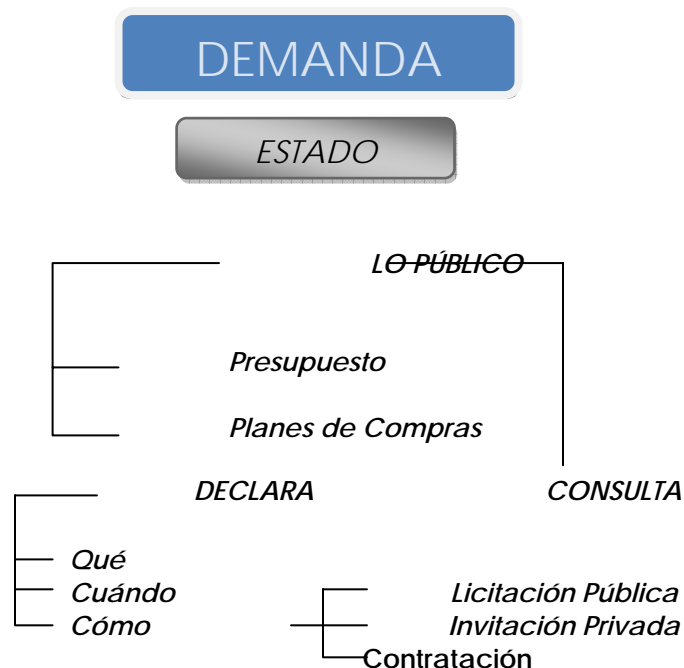 DEMANDA
ESTADO
LO PÚBLICO
Presupuesto
Planes de Compras
DECLARA CONSULTA
Qué
Cuándo Licitación Pública
Cómo Invitación Privada
Contratación